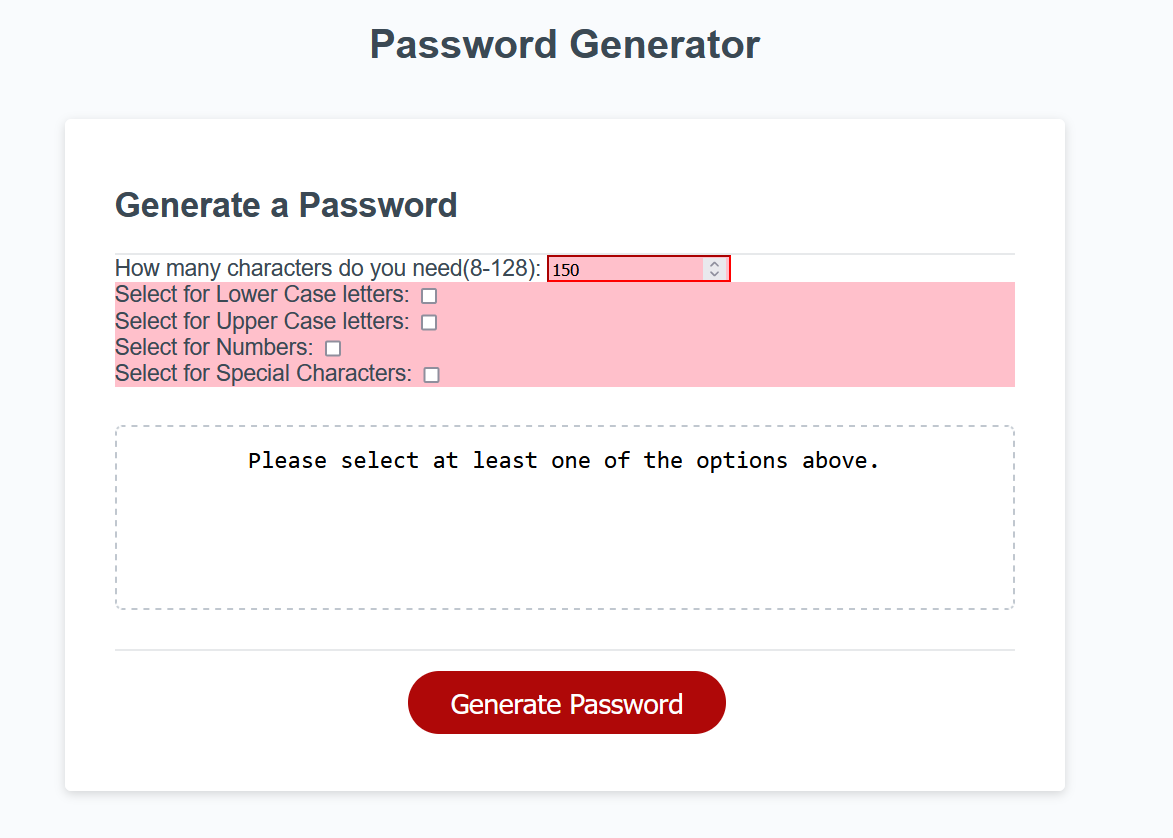 Password Generator
Generate a Password
How many characters do you need(8-128): 150
Select for Lower Case letters:
Select for Upper Case letters:
Select for Numbers:
Select for Special Characters:
Please select at least one of the options above.
Generate Password